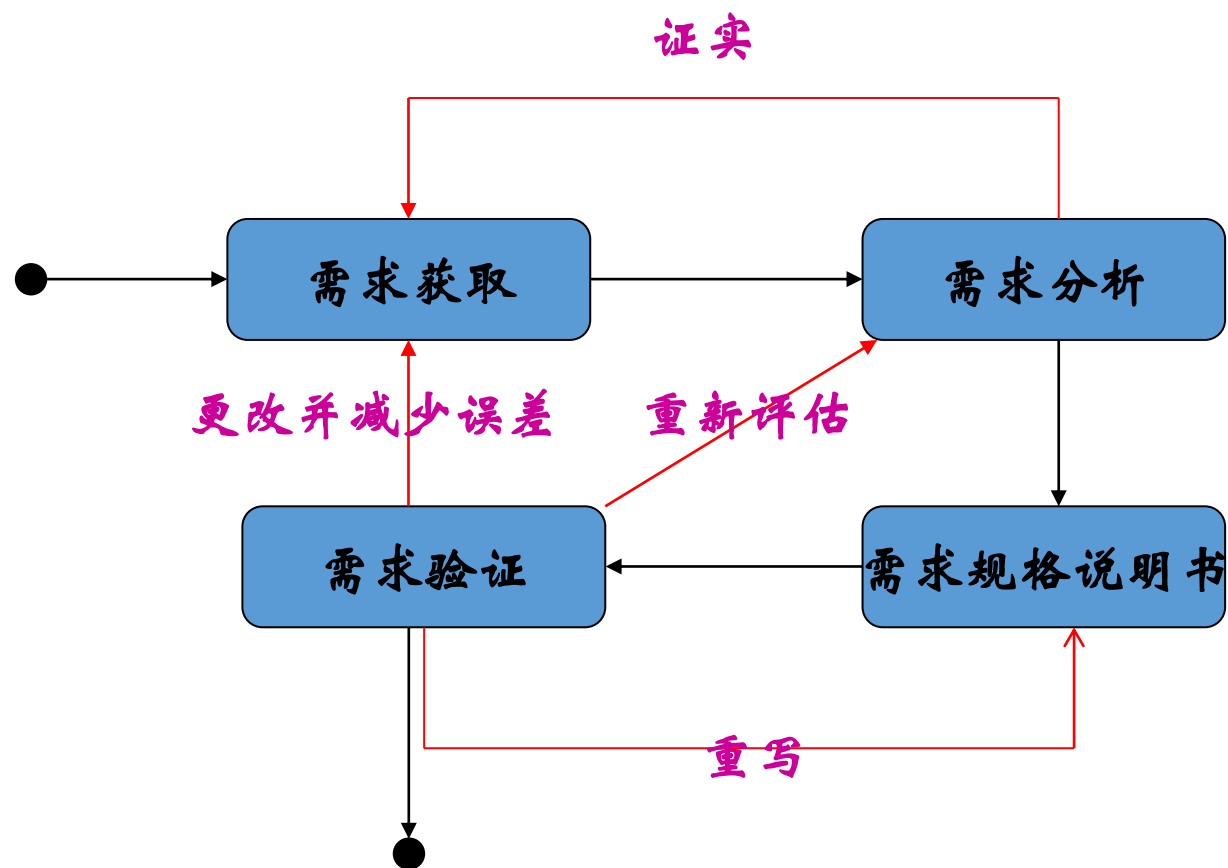 证实
需求获取
需求分析
更改并减少误差
重新评估
需求验证
需求规格说明书
重写